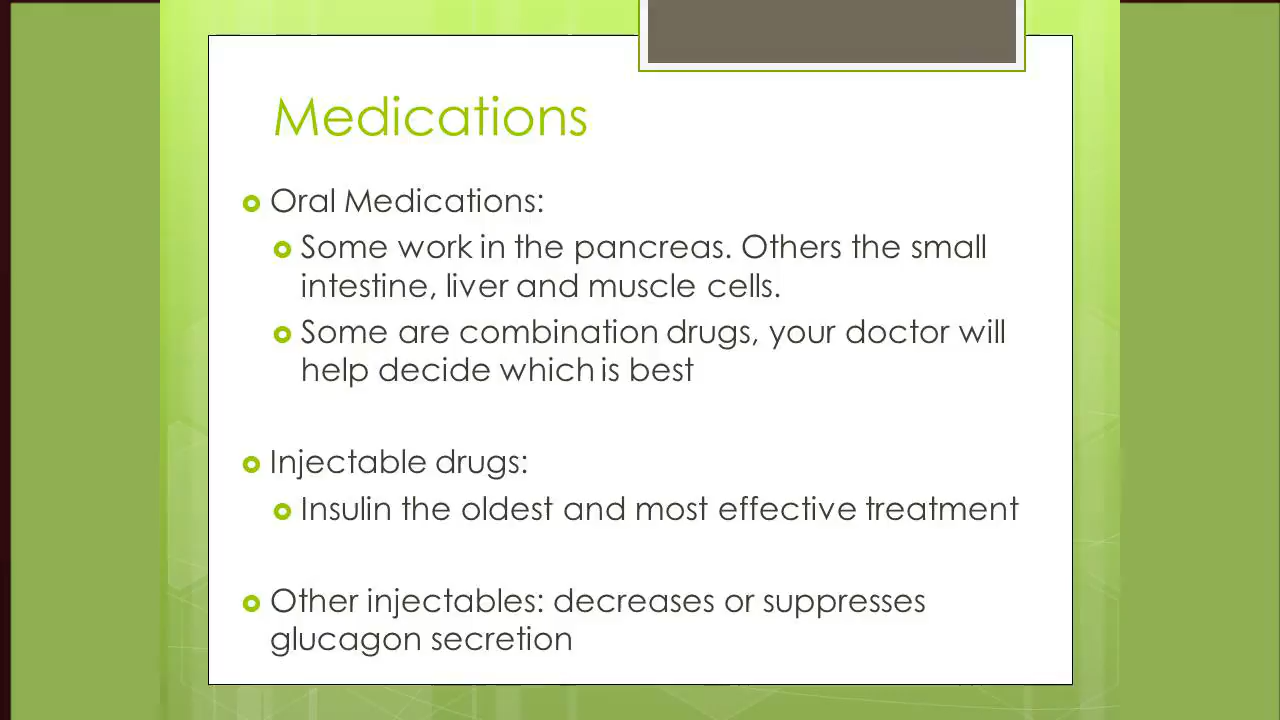 Medications
Oral Medications:
Some work in the pancreas. Others the small
intestine, liver and muscle cells.
Some are combination drugs, your doctor will
help decide which is best
Injectable drugs:
Insulin the oldest and most effective treatment
Other injectables: decreases or suppresses
glucagon secretion